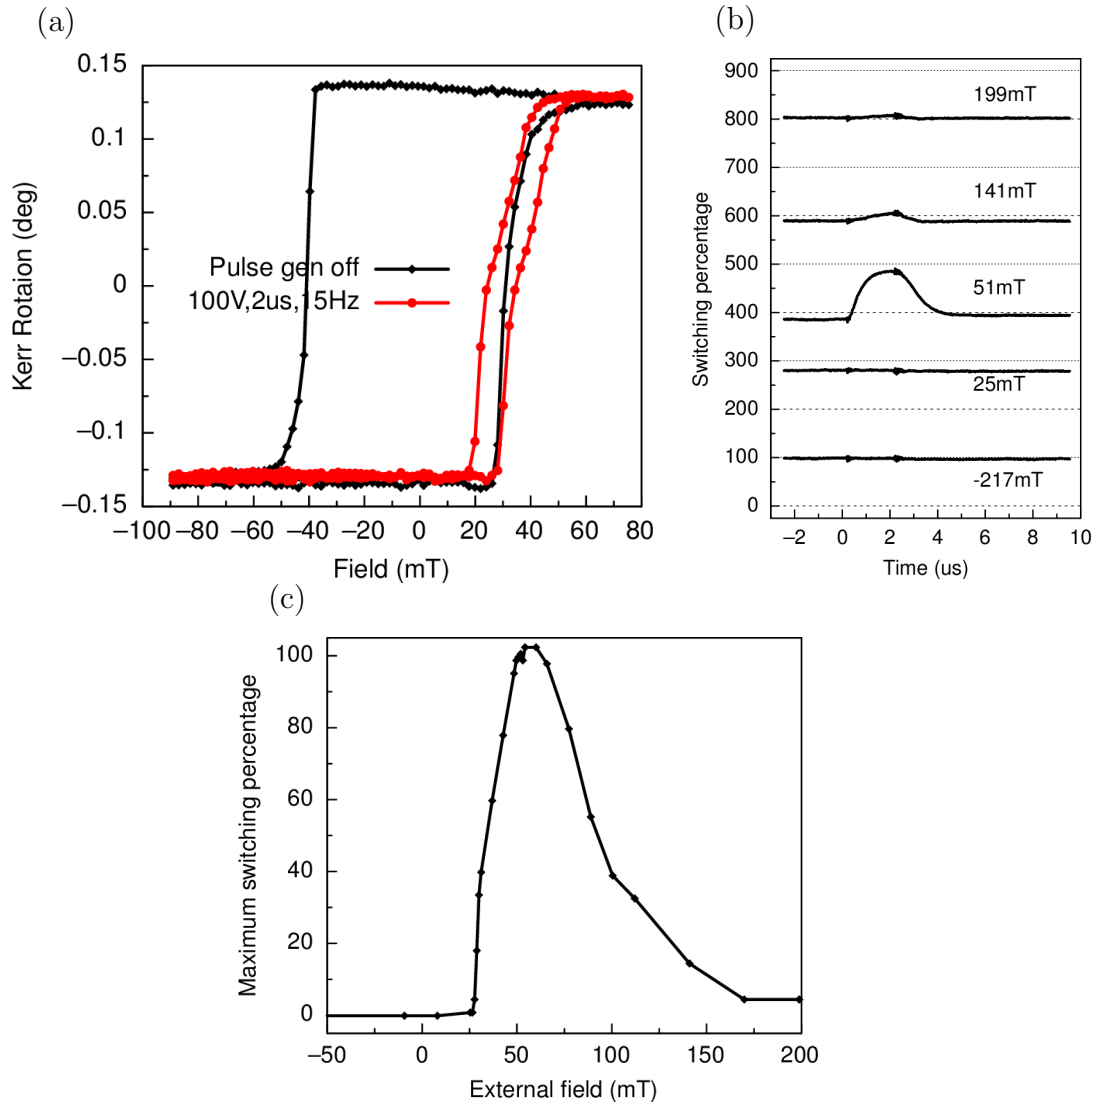 (a)
0.15
0.1
0.05
0
−0.05
−0.1
−0.15
Kerr Rotaion (deg)
Pulse gen off
100V,2us,15Hz
−100 −80 −60 −40 −20 0 20 40 60 80
Field (mT)
(b)
900
800
700
600
500
400
300
200
100
0
Switching percentage
199mT
141mT
51mT
25mT
-217mT
−2 0 2 4 6 8 10
Time (us)
(c)
100
80
60
40
20
0
Maximum switching percentage
−50 0 50 100 150 200
External field (mT)